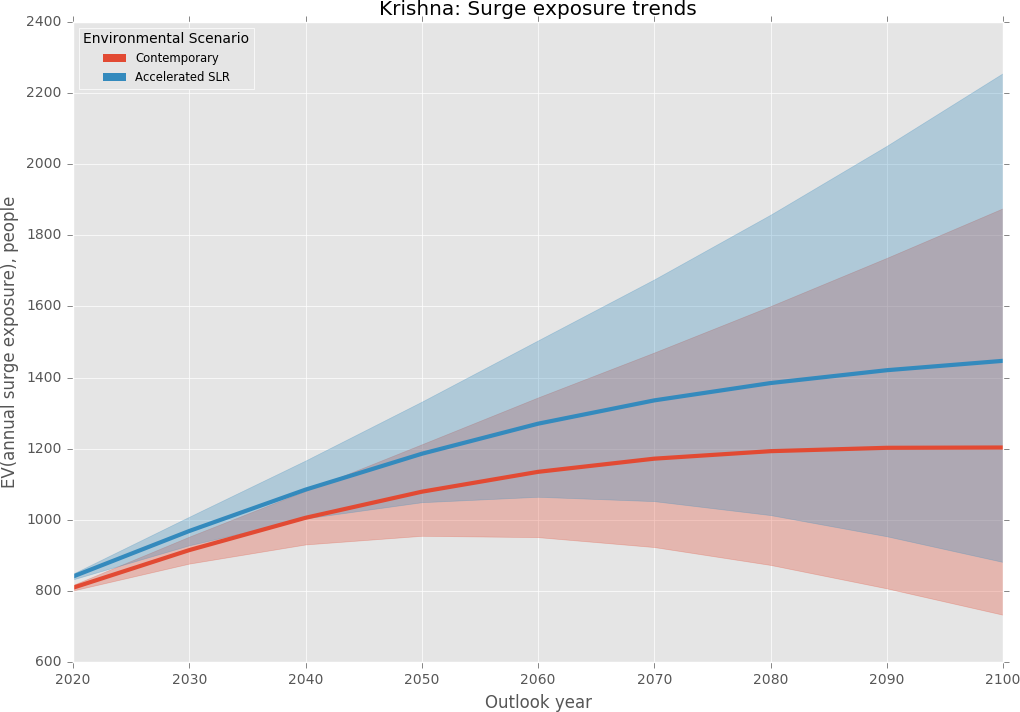 Krishna: Surge exposure trends
Environmental Scenario
Contemporary
Accelerated SLR
EV(annual surge exposure), people
2400
2200
2000
1800
1600
1400
1200
1000
800
600
2020 2030 2040 2050 2060 2070 2080 2090 2100
Outlook year